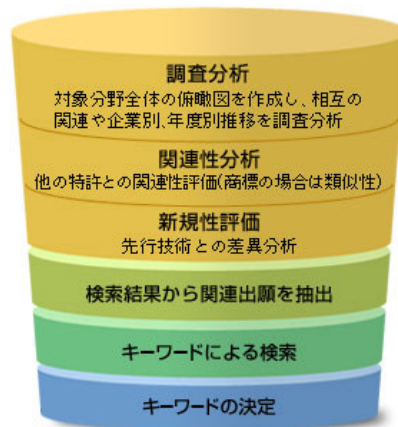 調査分析
対象分野全体の俯瞰図を作成し、相互の
関連や企業別、年度別推移を調査分析
関連性分析
他の特許との関連性評価(商標の場合は類似性)
新規性評価
先行技術との差異分析
検索結果から関連出願を抽出
キーワードによる検索
キーワードの決定